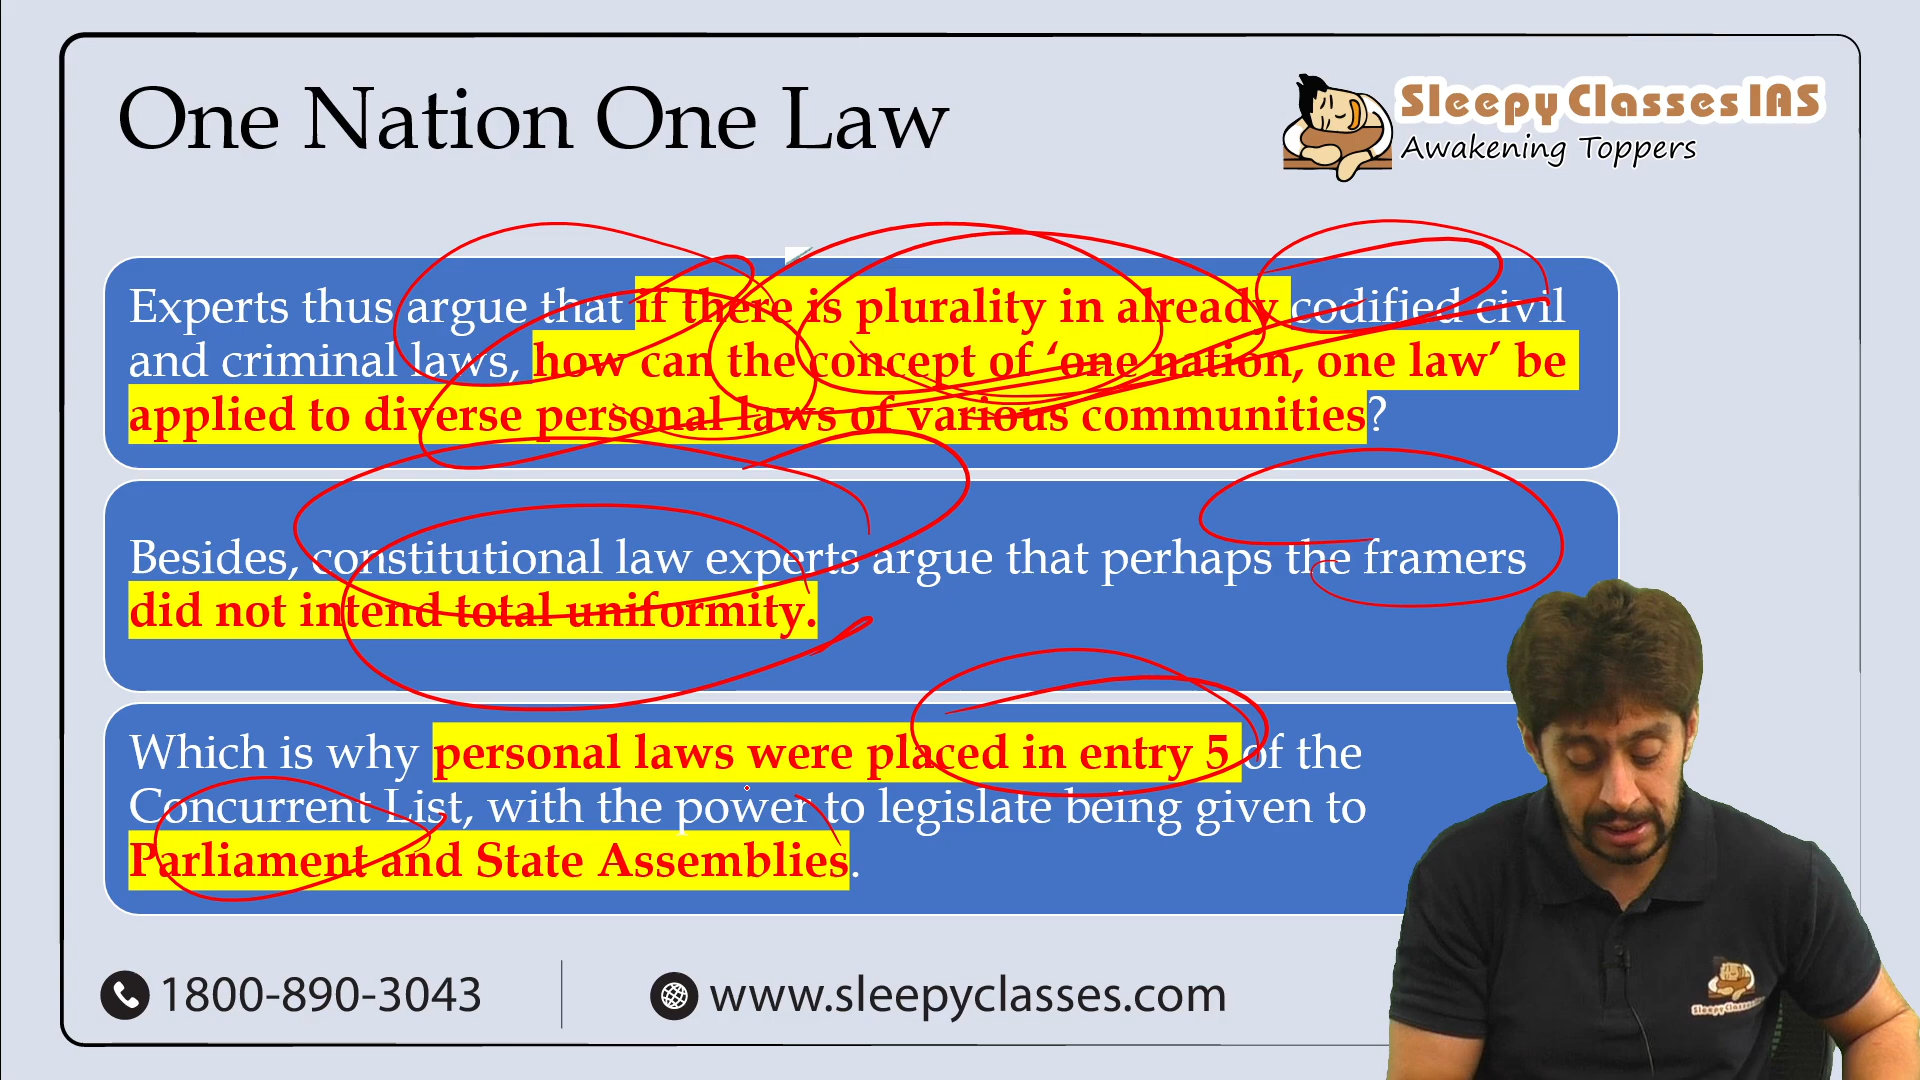 One Nation One Law
Sleepy Classes IAS
Awakening Toppers
Experts thus argue that if there is plurality in already codified civil
and criminal laws, how can the concept of ‘one nation, one law’ be
applied to diverse personal laws of various communities?
Besides, constitutional law experts argue that perhaps the framers
did not intend total uniformity.
Which is why personal laws were placed in entry 5 of the
Concurrent List, with the power to legislate being given to
Parliament and State Assemblies.
1800-890-3043
www.sleepyclasses.com